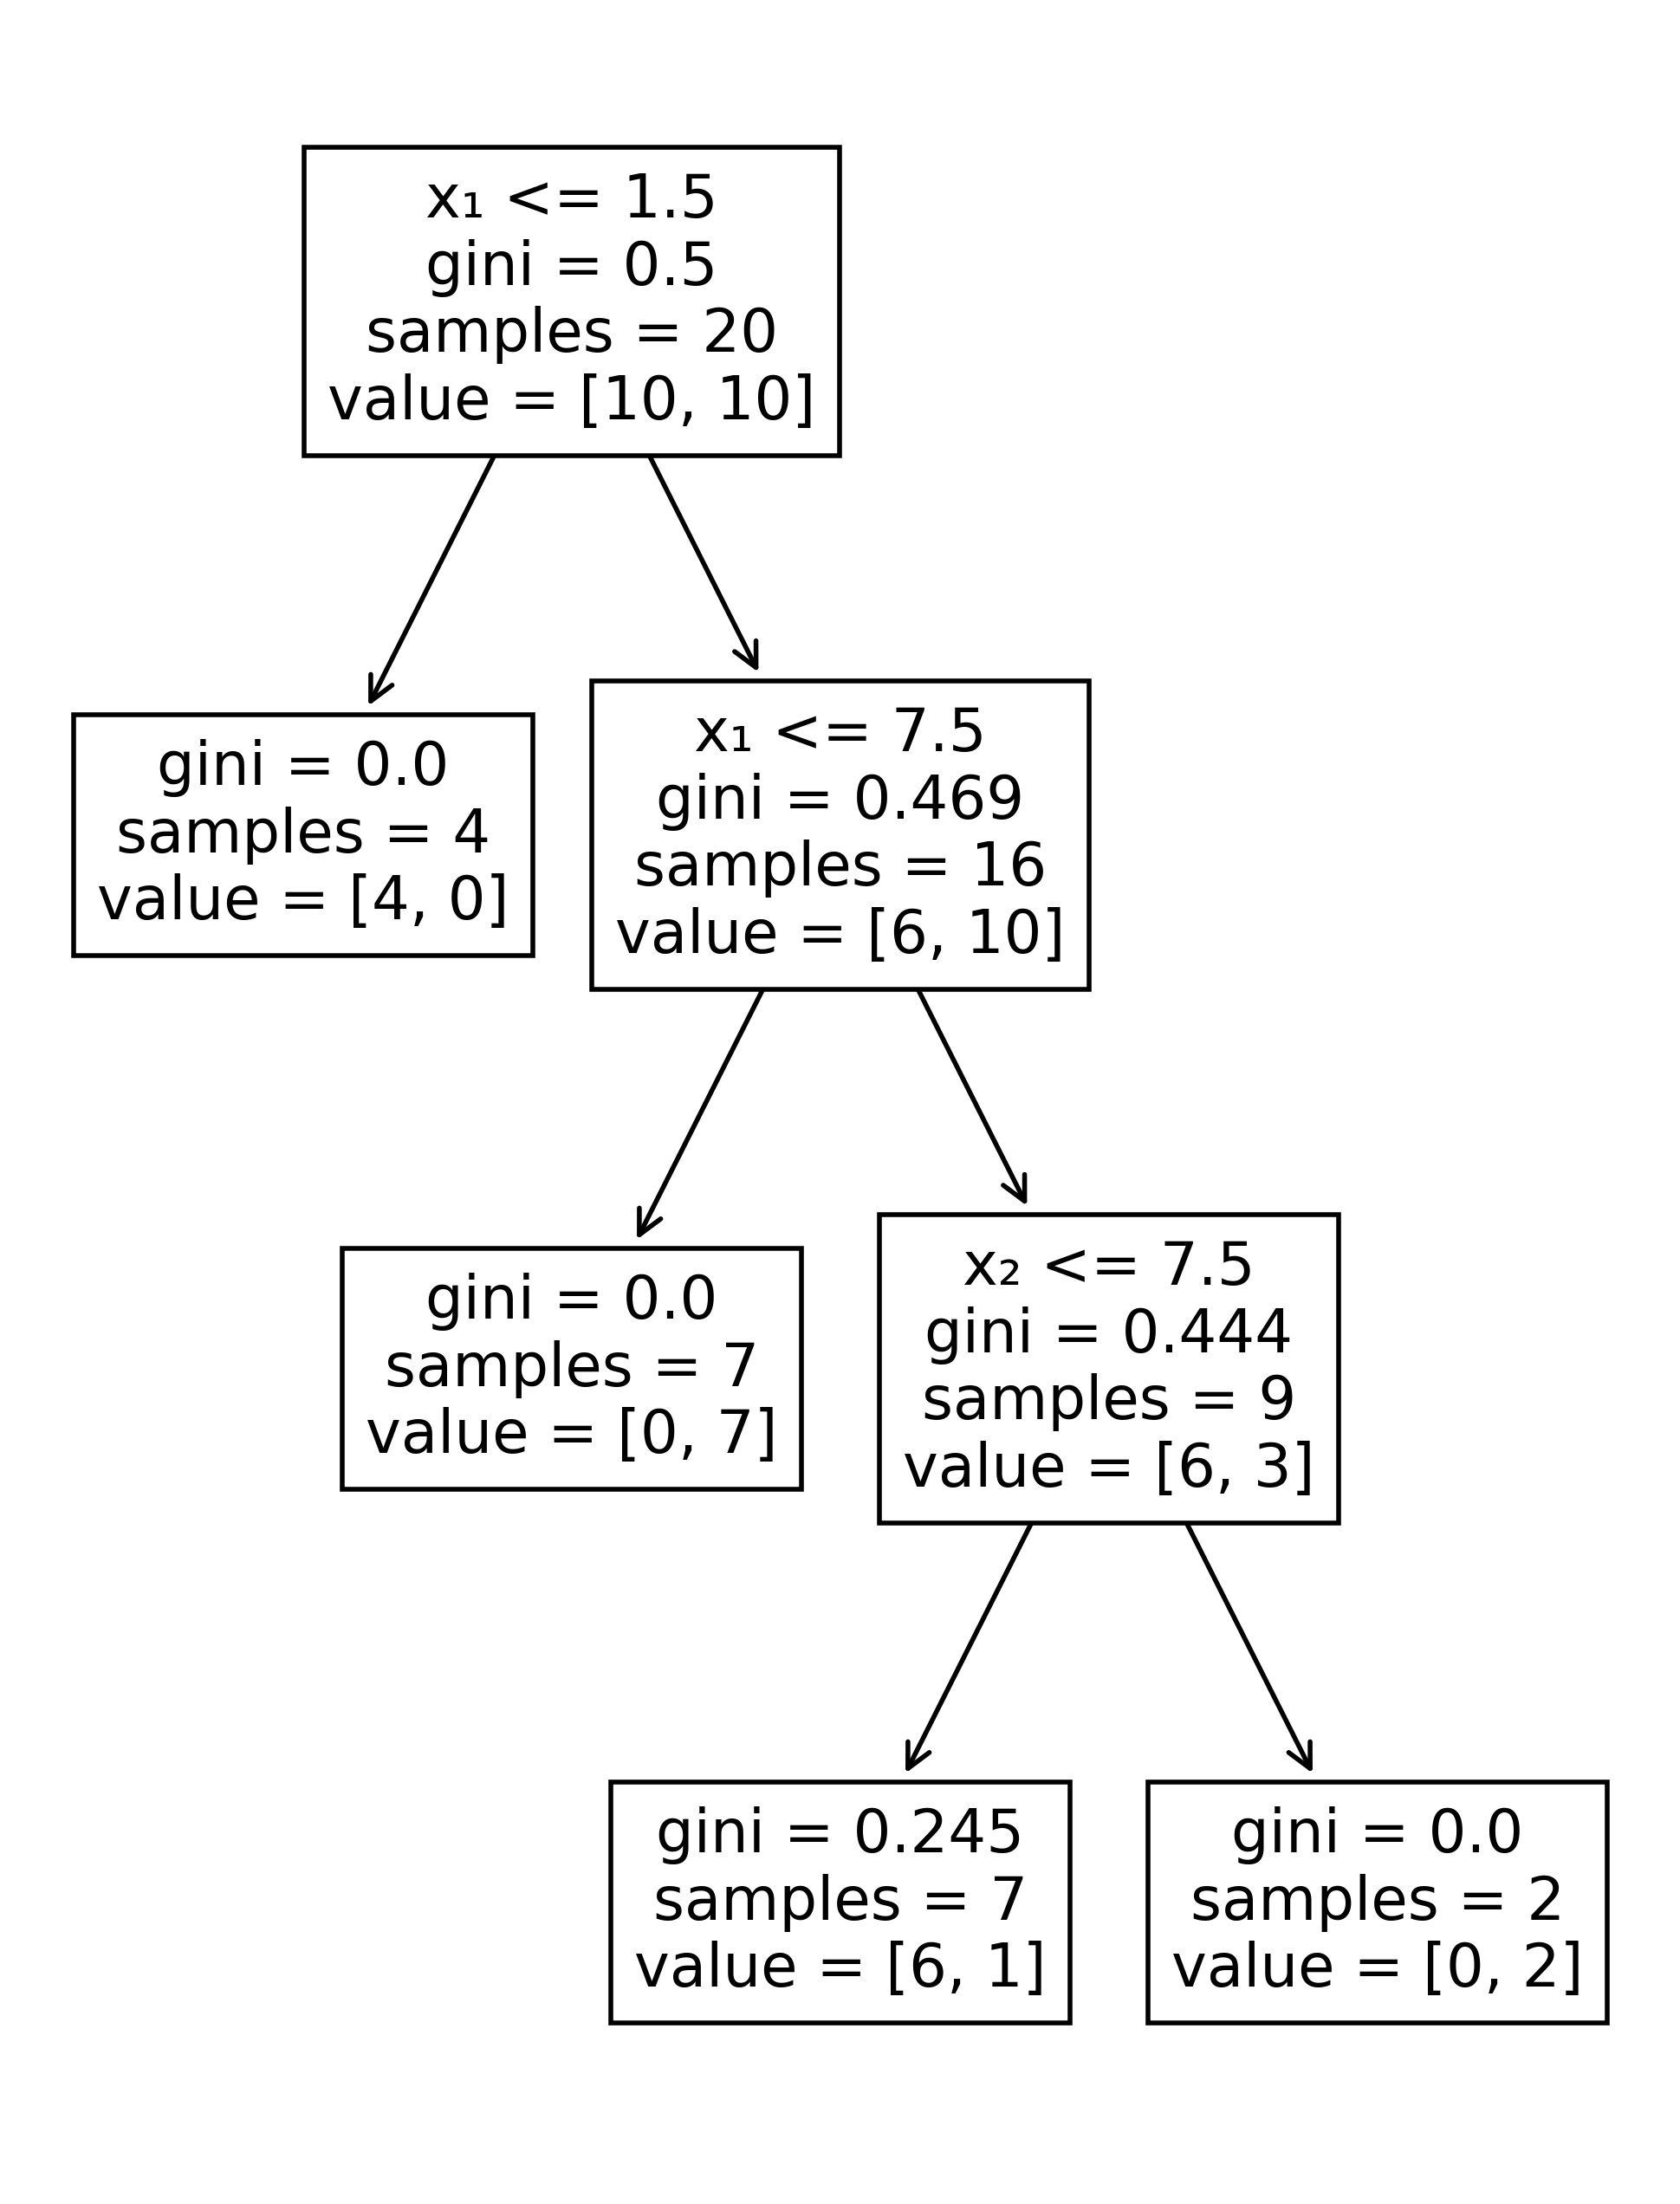 x₁ <= 1.5
gini = 0.5
samples = 20
value = [10, 10]
gini = 0.0
samples = 4
value = [4, 0]
x₁ <= 7.5
gini = 0.469
samples = 16
value = [6, 10]
gini = 0.0
samples = 7
value = [0, 7]
x₂ <= 7.5
gini = 0.444
samples = 9
value = [6, 3]
gini = 0.245
samples = 7
value = [6, 1]
gini = 0.0
samples = 2
value = [0, 2]